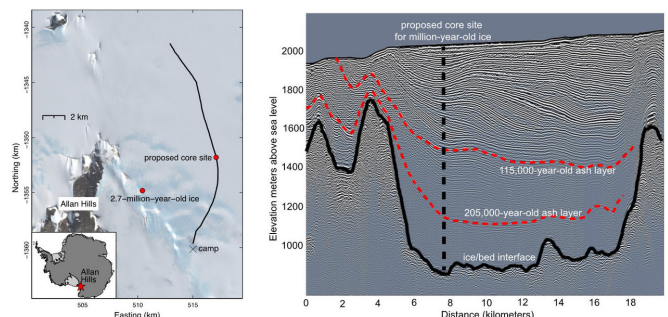 −1340
−1345
−1350
−1355
−1360
Northing (km)
2 km
proposed core site
2.7-million-year-old ice
Allan Hills
camp
Allan
Hills
505
510
515
Easting (km)
Elevation meters above sea level
2000
1800
1600
1400
1200
1000
proposed core site
for million-year-old ice
115,000-year-old ash layer
205,000-year-old ash layer
ice/bed interface
0
2
4
6
8
10
12
14
16
18
Distance (kilometers)